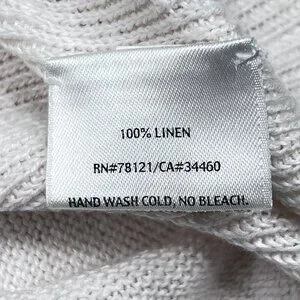 100% LINEN
RN#78121/CA#34460
HAND WASH COLD, NO BLEACH.